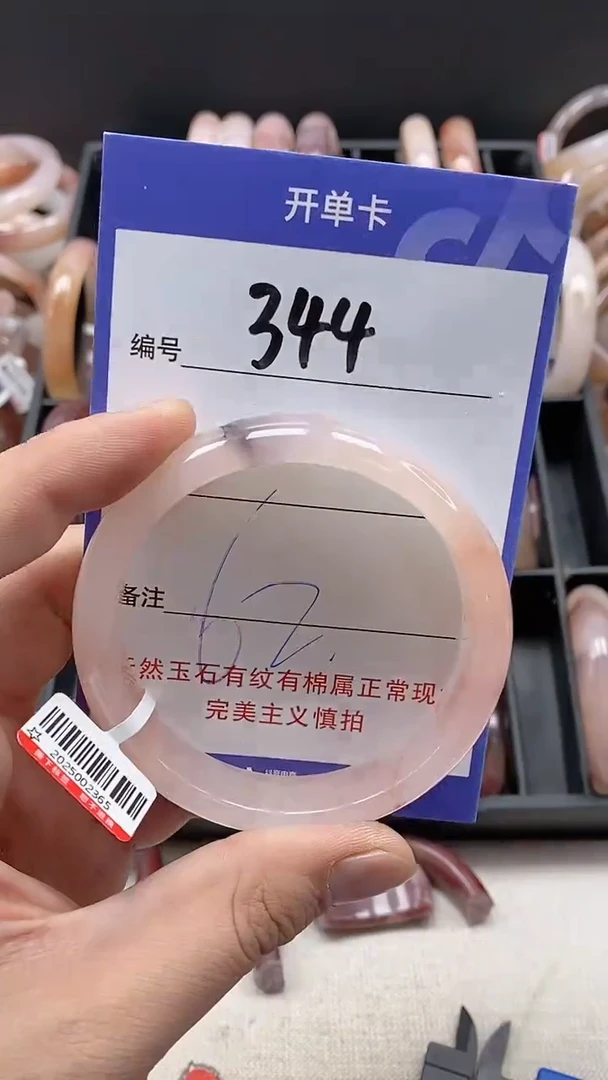 开单卡
编号 344
62.
备注
天然玉石有纹有棉属正常现
完美主义慎拍
2025002365